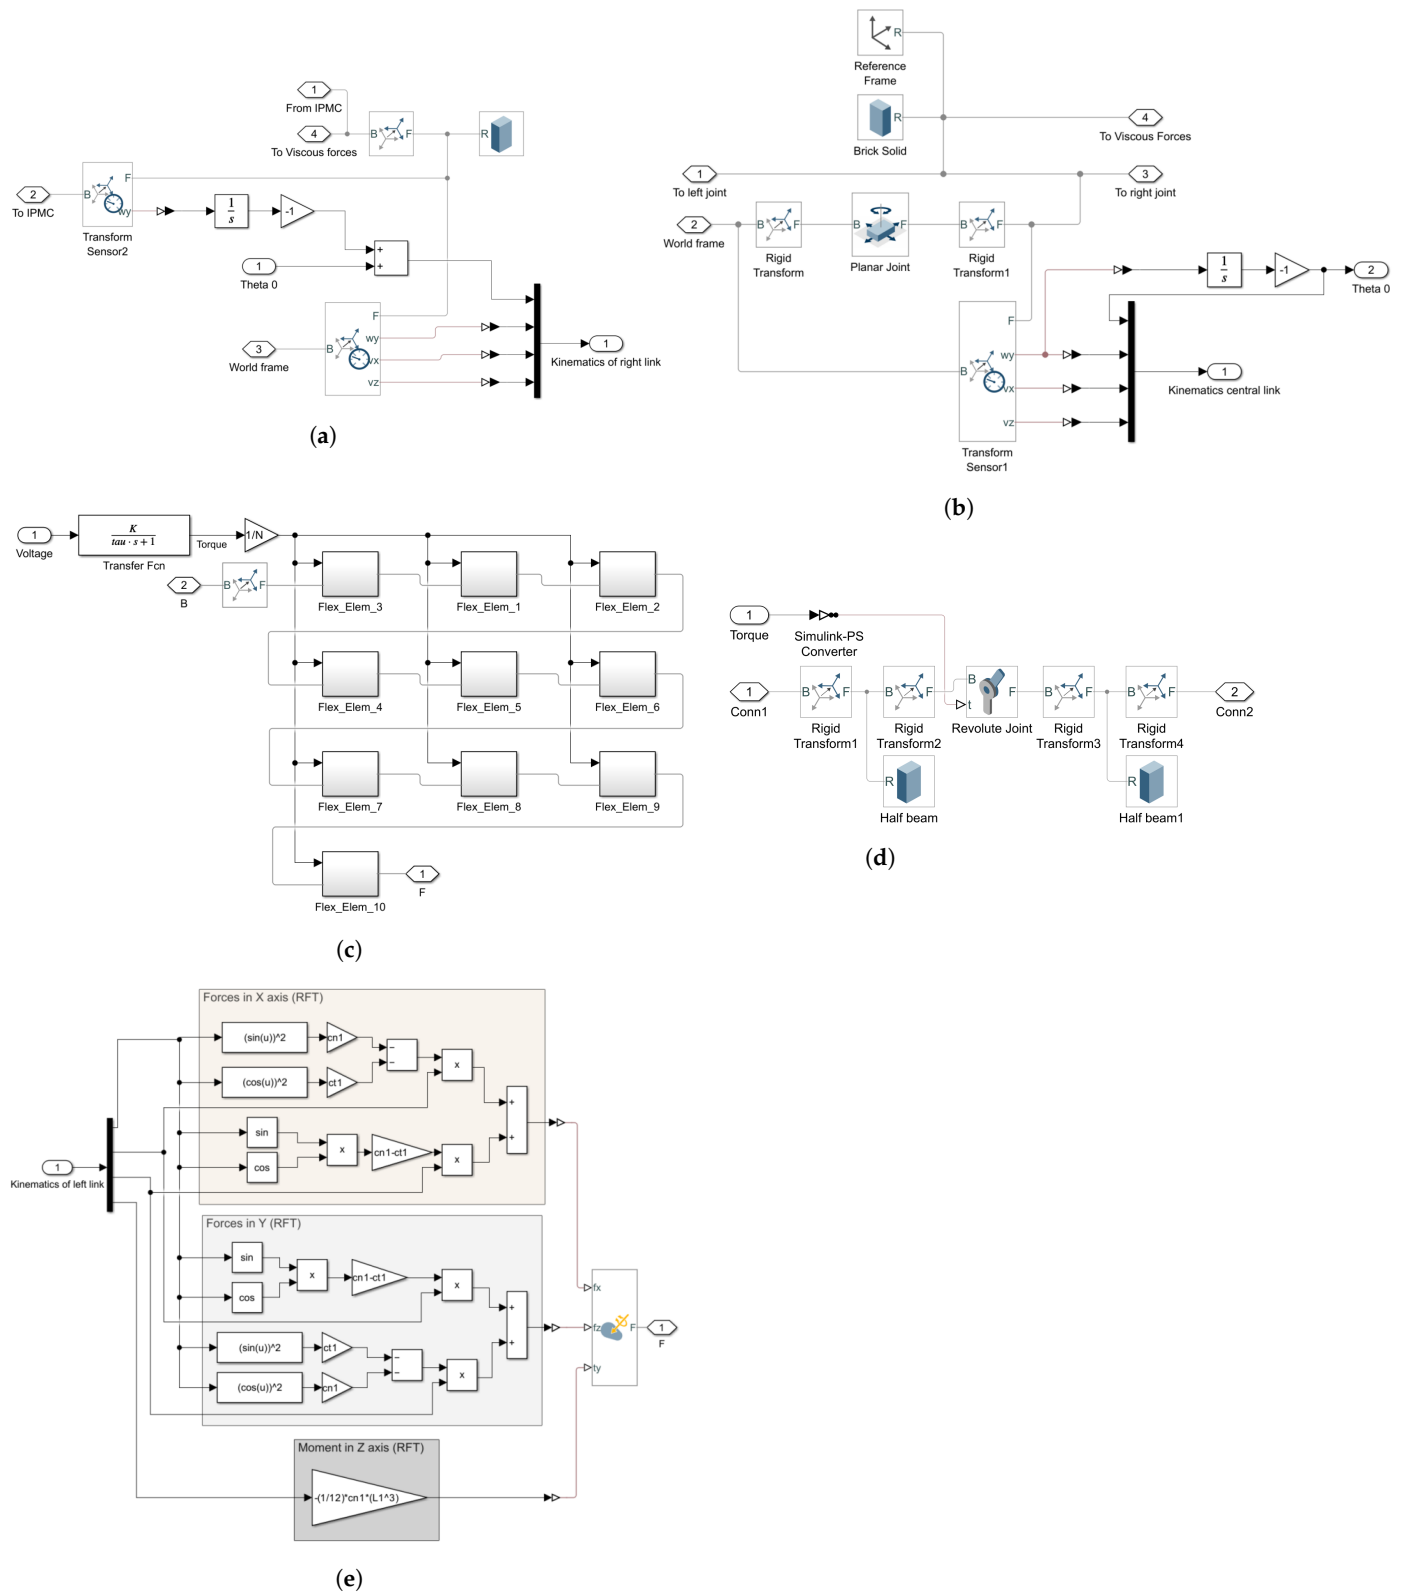 1
From IPMC
4
To Viscous forces
B
F
R
2
To IPMC
B
F
wy
Transform
Sensor2
1
s
-1
+
+
1
Theta 0
3
World frame
B
F
wy
vx
vz
1
Kinematics of right link
(a)
R
Reference
Frame
R
Brick Solid
4
To Viscous Forces
1
To left joint
3
To right joint
2
World frame
B
F
Rigid
Transform
B
F
Planar Joint
B
F
Rigid
Transform1
1
s
-1
2
Theta 0
B
F
wy
vx
vz
Transform
Sensor1
1
Kinematics central link
(b)
1
Voltage
K
tau · s + 1
Transfer Fcn
Torque
1/N
2
B
B
F
Flex_Elem_3
Flex_Elem_1
Flex_Elem_2
Flex_Elem_4
Flex_Elem_5
Flex_Elem_6
Flex_Elem_7
Flex_Elem_8
Flex_Elem_9
Flex_Elem_10
1
F
(c)
1
Torque
Simulink-PS
Converter
1
Conn1
B
F
Rigid
Transform1
B
F
Rigid
Transform2
B
t
F
Revolute Joint
B
F
Rigid
Transform3
B
F
Rigid
Transform4
2
Conn2
R
Half beam
R
Half beam1
(d)
Forces in X axis (RFT)
(sin(u))^2
cn1
−
−
x
(cos(u))^2
ct1
+
+
sin
cos
x
cn1-ct1
x
1
Kinematics of left link
Forces in Y (RFT)
sin
cos
x
cn1-ct1
x
+
+
(sin(u))^2
ct1
−
−
x
(cos(u))^2
cn1
fx
fz
ty
F
1
F
Moment in Z axis (RFT)
-(1/12)*cn1*(L1^3)
(e)